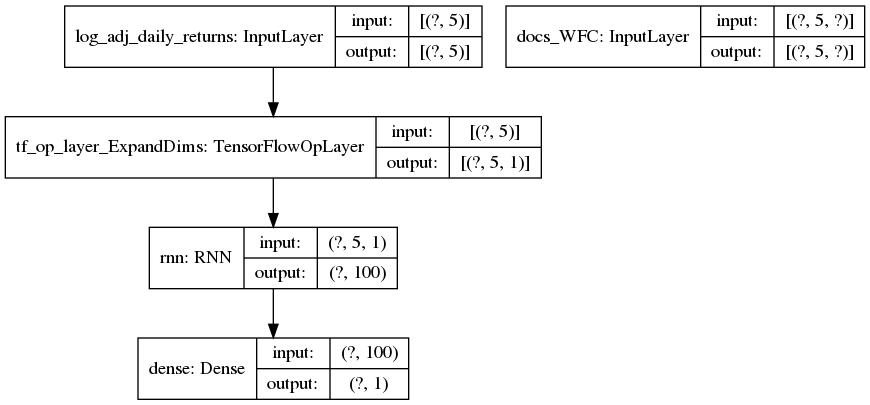 log_adj_daily_returns: InputLayer
input:
[(?, 5)]
output:
[(?, 5)]
docs_WFC: InputLayer
input:
[(?, 5, ?)]
output:
[(?, 5, ?)]
tf_op_layer_ExpandDims: TensorFlowOpLayer
input:
[(?, 5)]
output:
[(?, 5, 1)]
rnn: RNN
input:
(?, 5, 1)
output:
(?, 100)
dense: Dense
input:
(?, 100)
output:
(?, 1)